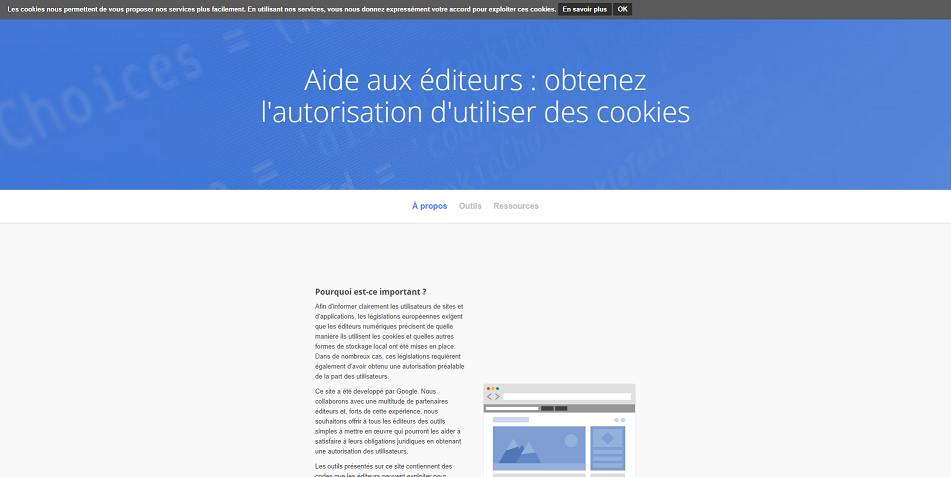 Les cookies nous permettent de vous proposer nos services plus facilement. En utilisant nos services, vous nous donnez expressément votre accord pour exploiter ces cookies. En savoir plus OK
Choices =
Aide aux éditeurs : obtenez
l'autorisation d'utiliser des cookies
À propos Outils Ressources
Pourquoi est-ce important ?
Afin d'informer clairement les utilisateurs de sites et
d'applications, les législations européennes exigent
que les éditeurs numériques précisent de quelle
manière ils utilisent les cookies et quelles autres
formes de stockage local ont été mises en place.
Dans de nombreux cas, ces législations requièrent
également d'avoir obtenu une autorisation préalable
de la part des utilisateurs.
Ce site a été développé par Google. Nous
collaborons avec une multitude de partenaires
éditeurs et, forts de cette expérience, nous
souhaitons offrir à tous les éditeurs des outils
simples à mettre en œuvre qui pourront les aider à
satisfaire à leurs obligations juridiques en obtenant
une autorisation des utilisateurs.
Les outils présentés sur ce site contiennent des
codes que les éditeurs peuvent exploiter pour